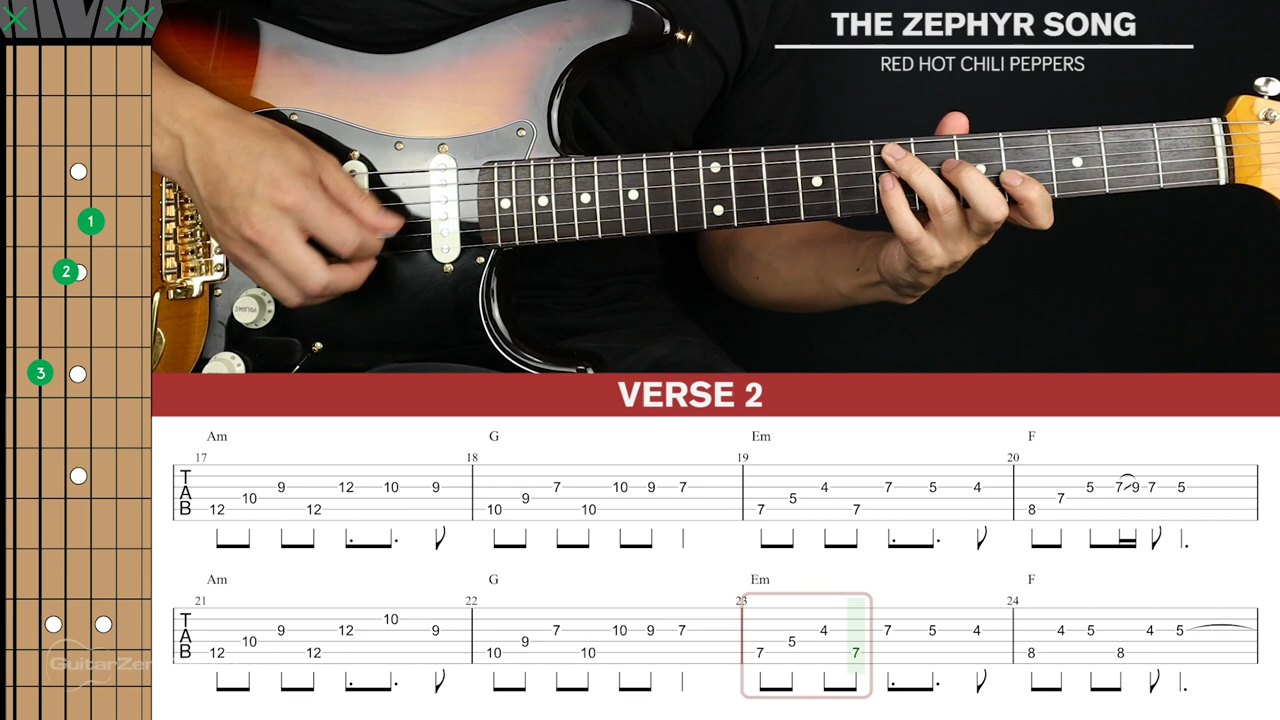 THE ZEPHYR SONG
RED HOT CHILI PEPPERS
X XX
1
2
3
VOLUME
GuitarZer
VERSE 2
Am G Em F
17 18 19 20
T
A
B
12 10 9 12 12 10 9 10 9 7 10 10 9 7 7 5 4 7 7 5 4 8 7 5 7 9 7 5
Am G Em F
21 22 23 24
T
A
B
12 10 9 12 12 10 9 10 9 7 10 10 9 7 7 5 4 7 7 5 4 8 4 5 8 4 5